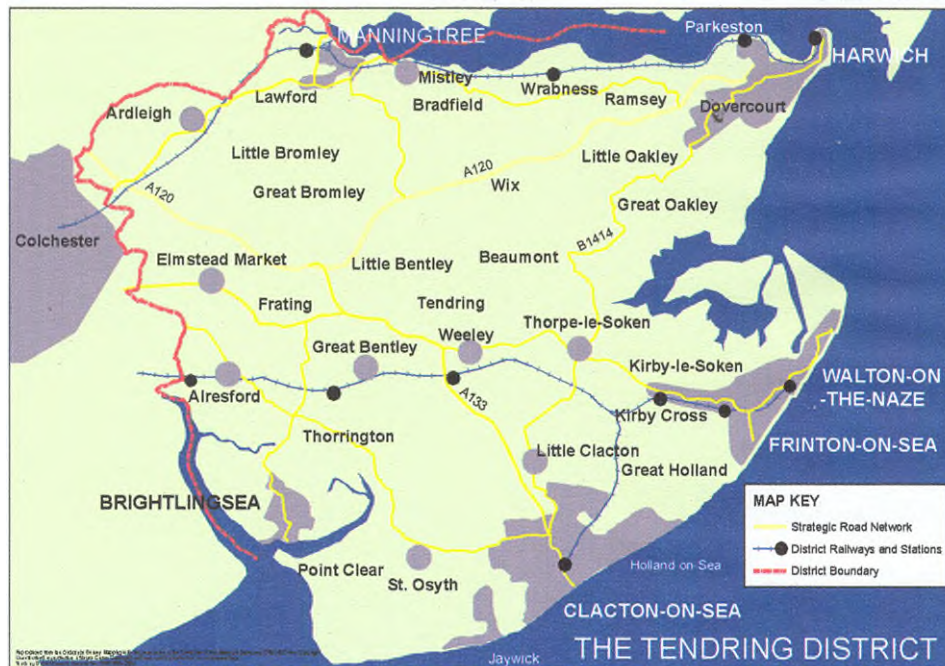 MANNINGTREE
Parkeston
HARWICH
Mistley
Lawford
Bradfield
Wrabness
Ramsey
Dovercourt
Ardleigh
Little Bromley
Little Oakley
A120
A120
Wix
Great Bromley
Great Oakley
Colchester
B1414
Elmstead Market
Little Bentley
Beaumont
Frating
Tendring
Thorpe-le-Soken
Weeley
Great Bentley
Kirby-le-Soken
Alresford
A133
WALTON-ON
-THE-NAZE
Kirby Cross
Thorrington
FRINTON-ON-SEA
Little Clacton
Great Holland
BRIGHTLINGSEA
MAP KEY
Strategic Road Network
District Railways and Stations
District Boundary
Holland on-Sea
Point Clear
St. Osyth
CLACTON-ON-SEA
THE TENDRING DISTRICT
Jaywick